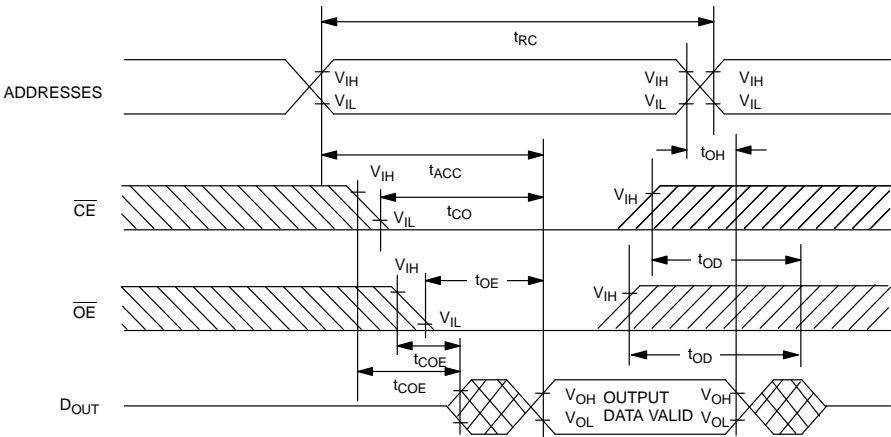 tRC
ADDRESSES
VIH VIH VIH
VIL VIL VIL
tOH
tACC
VIH
CE
VIL
tCO
VIH
tOD
VIH
tOE
OE
VIL
VIH
tCOE
tOD
tCOE
DOUT
VOH OUTPUT VOH
VOL DATA VALID VOL